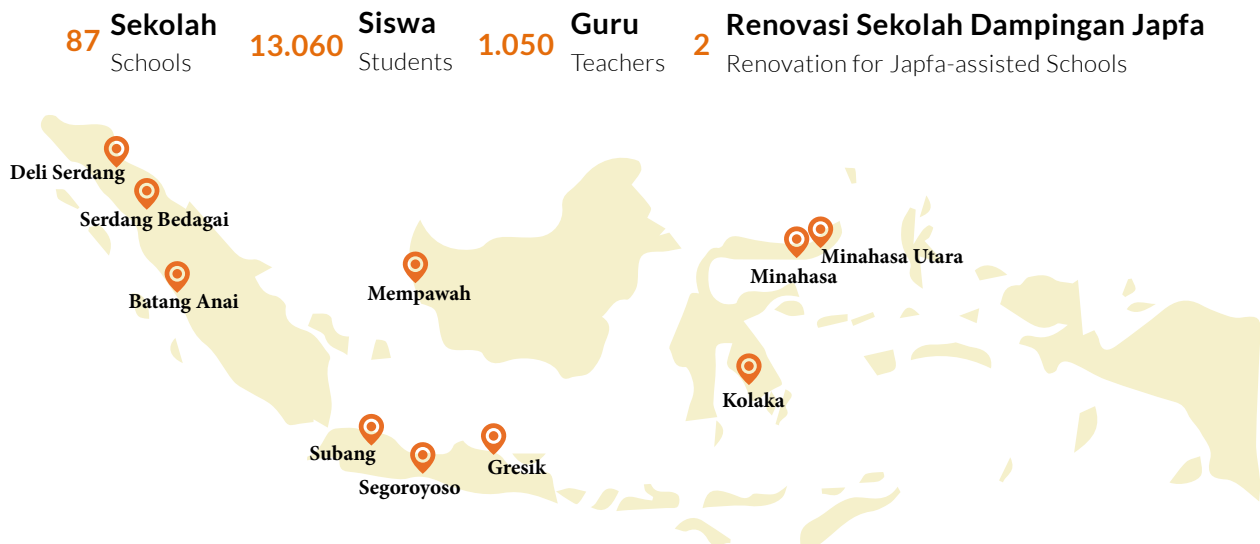 87 Sekolah
Schools
13.060 Siswa
Students
1.050 Guru
Teachers
2 Renovasi Sekolah Dampingan Japfa
Renovation for Japfa-assisted Schools
Deli Serdang
Serdang Bedagai
Batang Anai
Mempawah
Minahasa Utara
Minahasa
Kolaka
Subang
Segoroyoso
Gresik